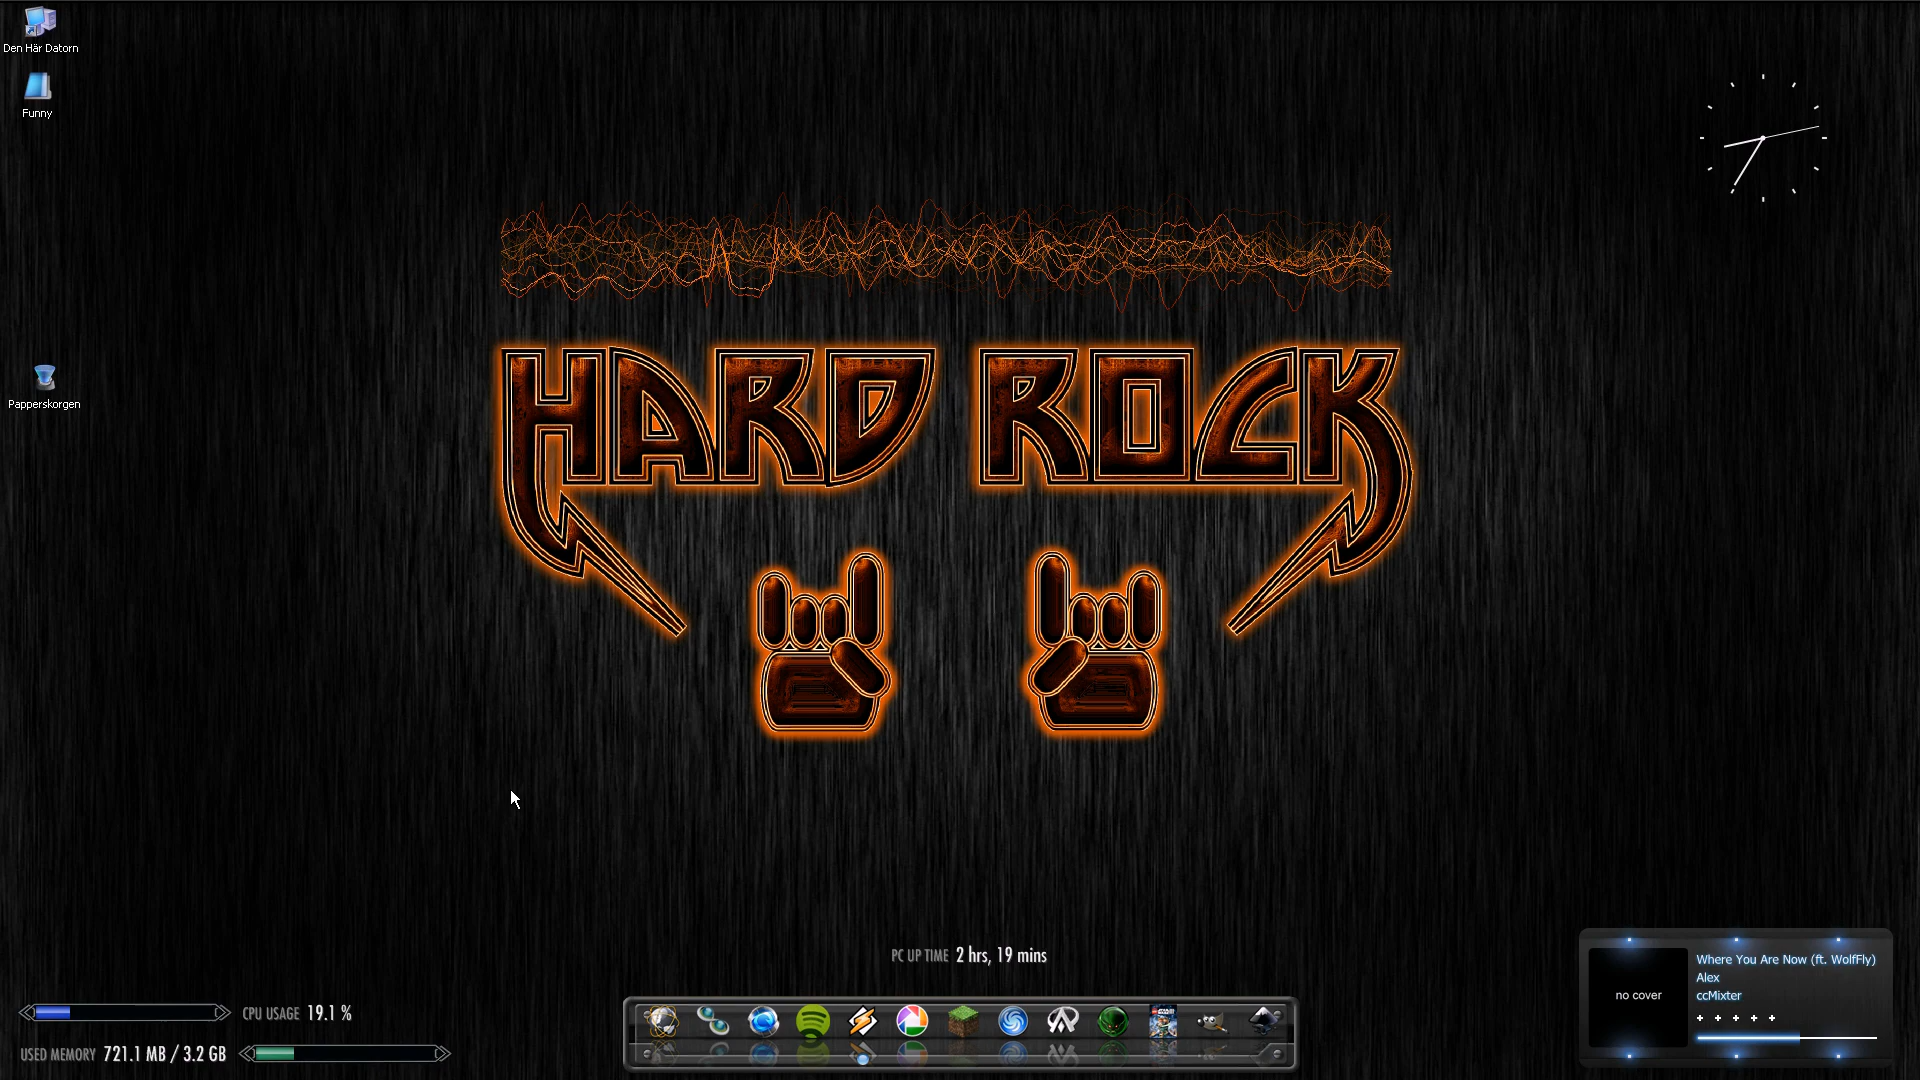 Den Här Datorn
Funny
HARD ROCK
Papperskorgen
PC UP TIME 2 hrs, 19 mins
Where You Are Now (ft. WolfFly)
Alex
no cover
ccMixter
CPU USAGE 19.1 %
USED MEMORY 721.1 MB / 3.2 GB